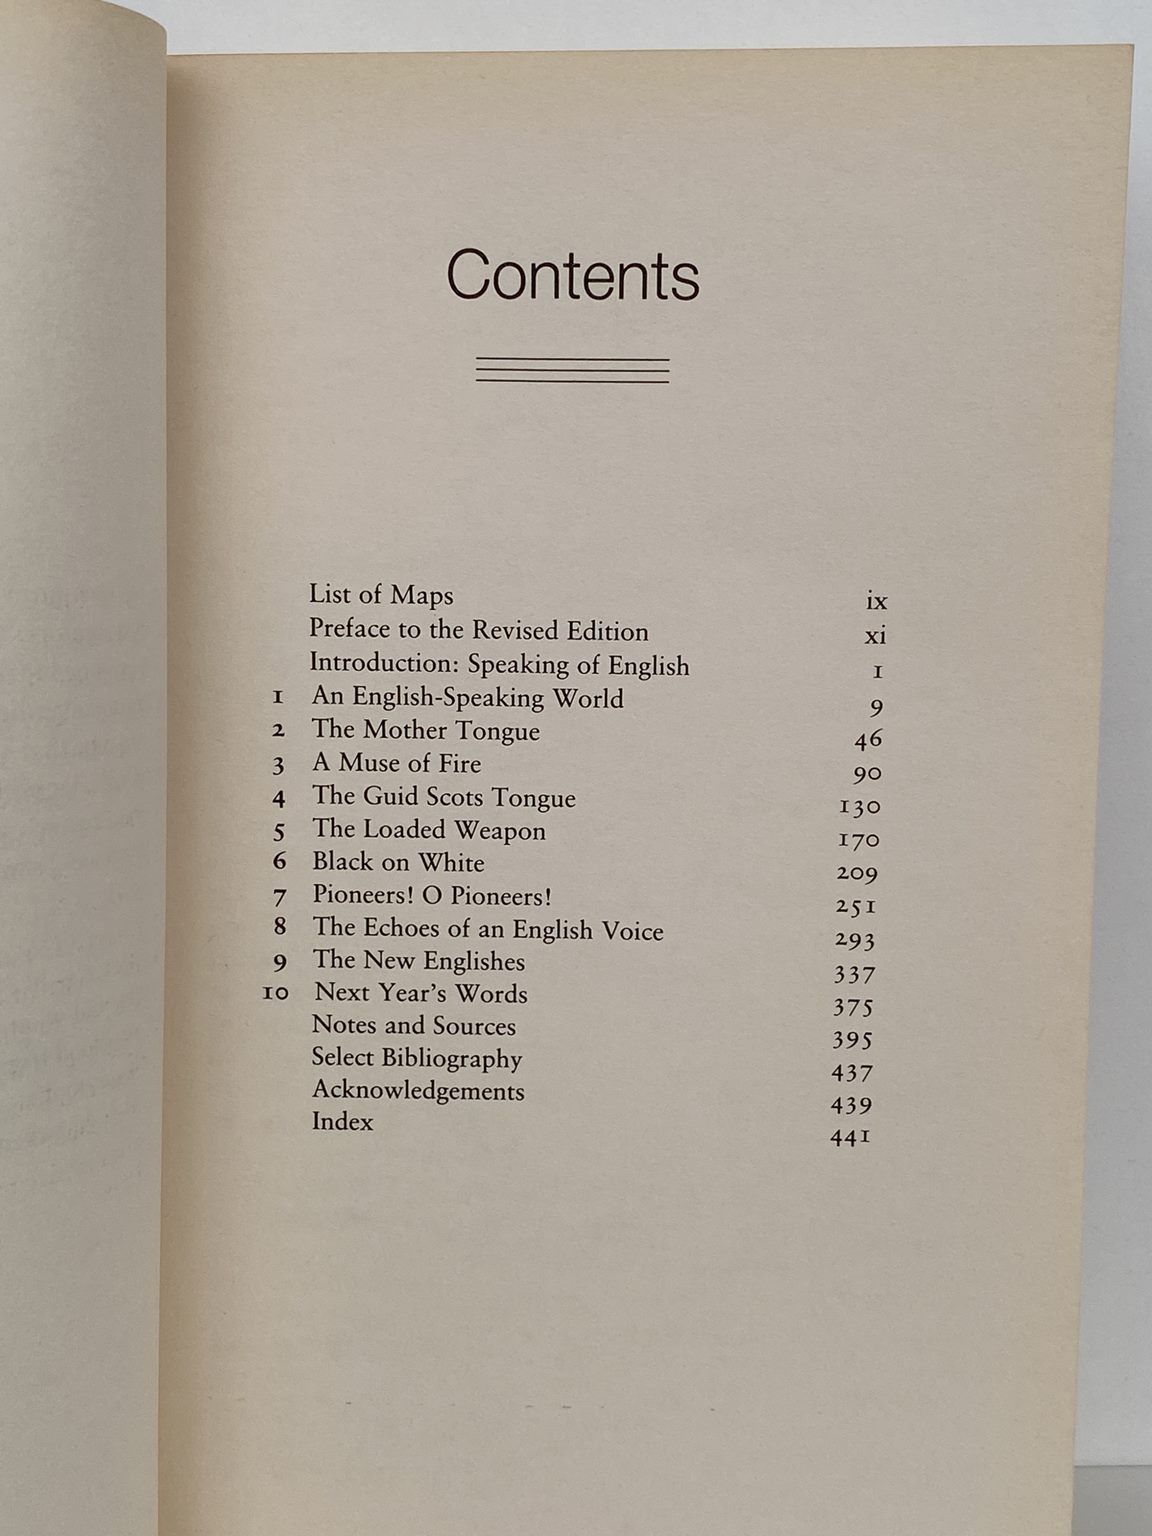 Contents
List of Maps ix
Preface to the Revised Edition xi
Introduction: Speaking of English 1
1 An English-Speaking World 9
2 The Mother Tongue 46
3 A Muse of Fire 90
4 The Guid Scots Tongue 130
5 The Loaded Weapon 170
6 Black on White 209
7 Pioneers! O Pioneers! 251
8 The Echoes of an English Voice 293
9 The New Englishes 337
10 Next Year's Words 375
Notes and Sources 395
Select Bibliography 437
Acknowledgements 439
Index 441